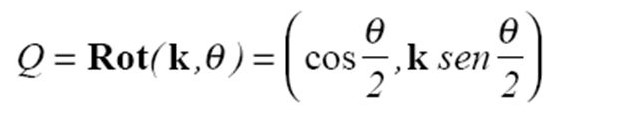 Q = Rot(k,θ) = ( cos θ/2 , k sen θ/2 )